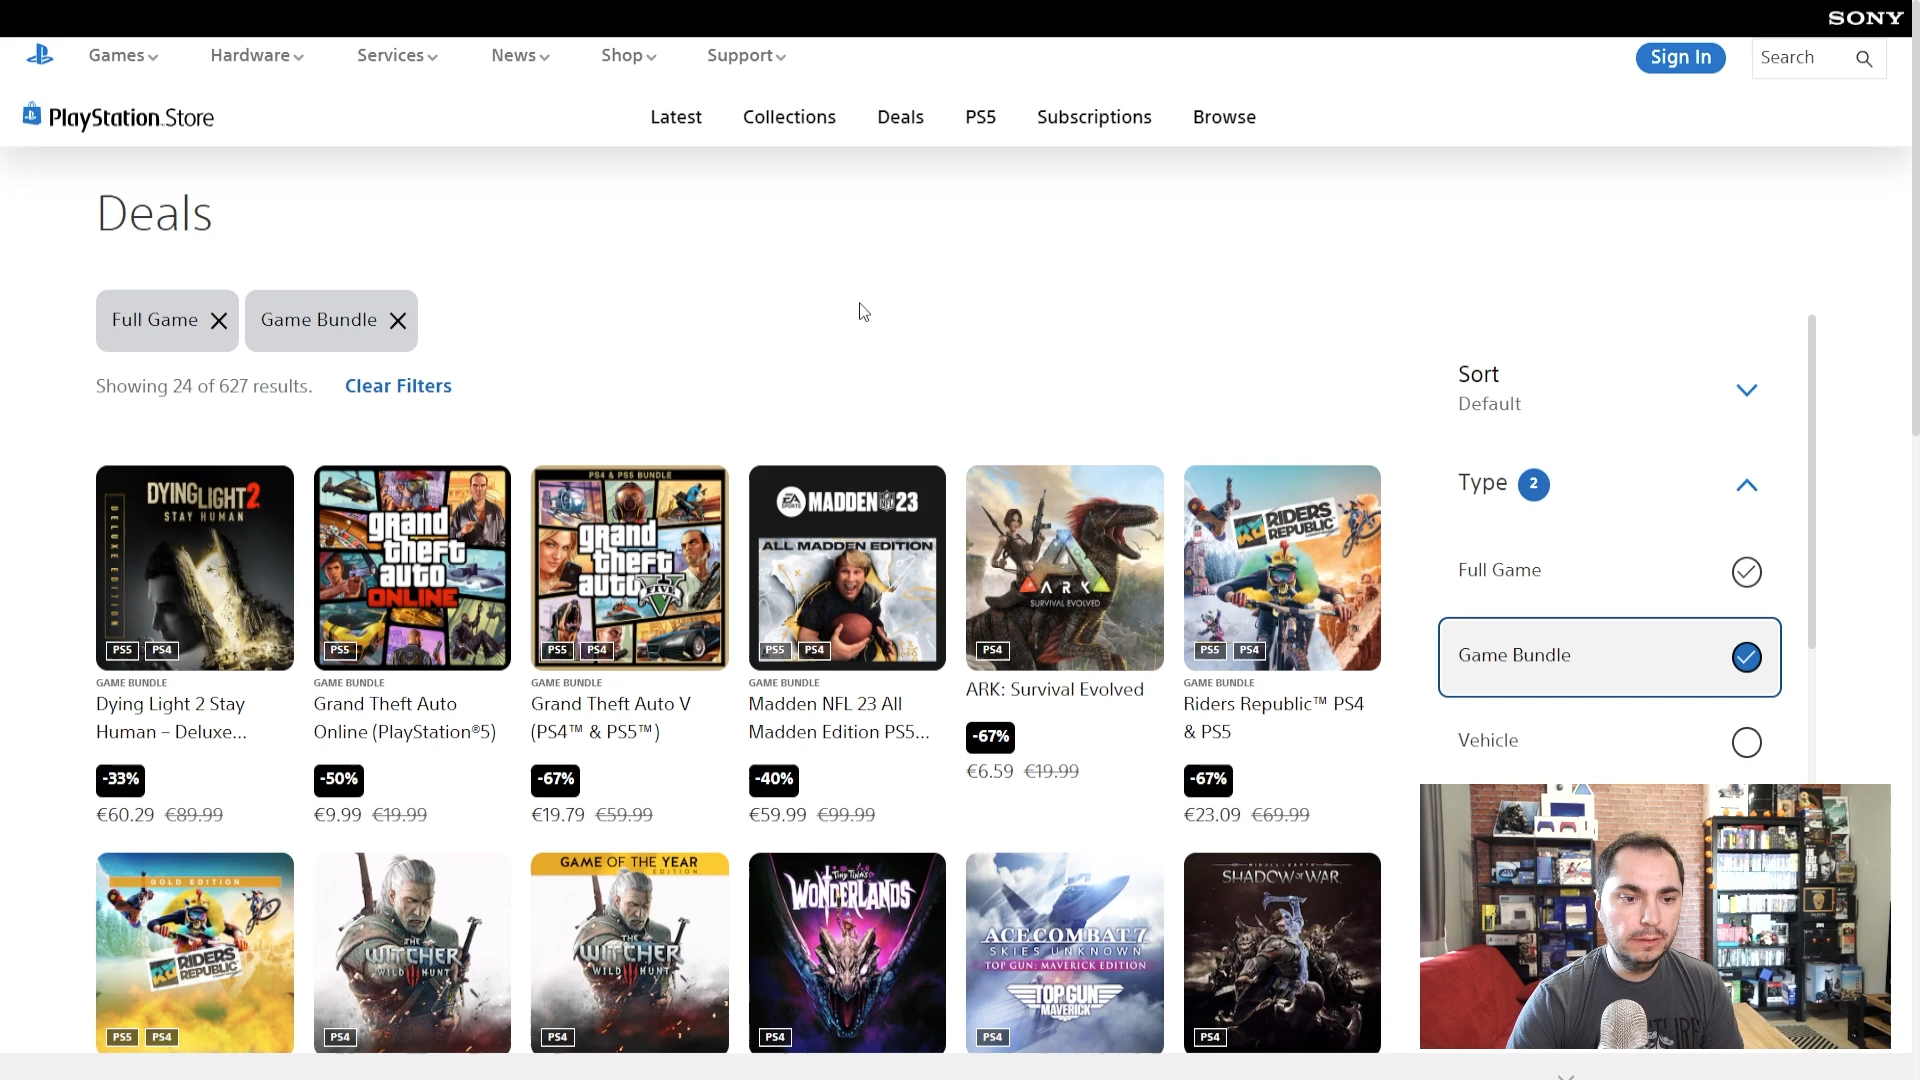 SONY
Games
Hardware
Services
News
Shop
Support
Sign In
Search
PlayStation.Store
Latest
Collections
Deals
PS5
Subscriptions
Browse
Deals
Full Game
Game Bundle
Showing 24 of 627 results.
Clear Filters
Sort
Default
Type
2
Full Game
Game Bundle
Vehicle
DELUXE EDITION
DYING LIGHT 2
STAY HUMAN
PS5
PS4
GAME BUNDLE
Dying Light 2 Stay
Human – Deluxe...
-33%
€60.29 €89.99
grand
theft
auto
ONLINE
PS5
GAME BUNDLE
Grand Theft Auto
Online (PlayStation®5)
-50%
€9.99 €19.99
PS4 & PS5 BUNDLE
grand
theft
auto
FIVE
PS5
PS4
GAME BUNDLE
Grand Theft Auto V
(PS4™ & PS5™)
-67%
€19.79 €59.99
EA
SPORTS
MADDEN NFL 23
ALL MADDEN EDITION
PS5
PS4
GAME BUNDLE
Madden NFL 23 All
Madden Edition PS5...
-40%
€59.99 €99.99
ARK
SURVIVAL EVOLVED
PS4
ARK: Survival Evolved
-67%
€6.59 €19.99
RIDERS
REPUBLIC
PS5
PS4
GAME BUNDLE
Riders Republic™ PS4
& PS5
-67%
€23.09 €69.99
GOLD EDITION
RIDERS
REPUBLIC
PS5
PS4
THE
WITCHER
WILD HUNT
PS4
GAME OF THE YEAR
EDITION
THE
WITCHER
WILD HUNT
PS4
TINY TINA'S
WONDERLANDS
PS4
ACE COMBAT 7
SKIES UNKNOWN
TOP GUN: MAVERICK EDITION
TOP GUN
MAVERICK
PS4
MIDDLE-EARTH
SHADOW OF WAR
PS4